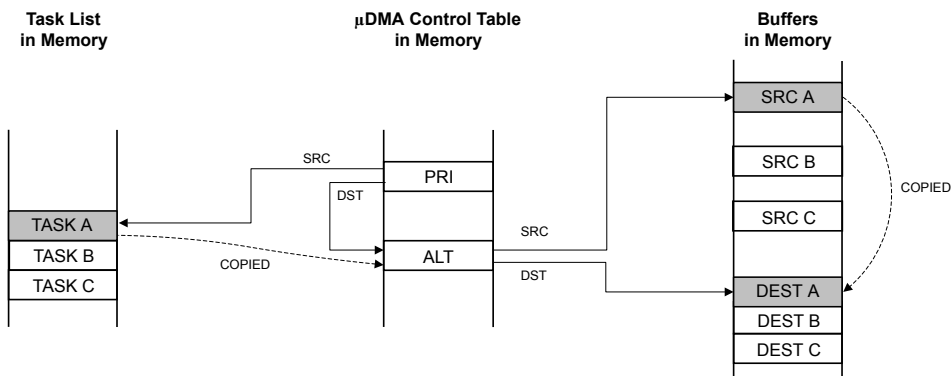 Task List
in Memory
µDMA Control Table
in Memory
Buffers
in Memory
SRC A
SRC B
SRC C
SRC
PRI
DST
COPIED
TASK A
TASK B
TASK C
COPIED
ALT
SRC
DST
DEST A
DEST B
DEST C